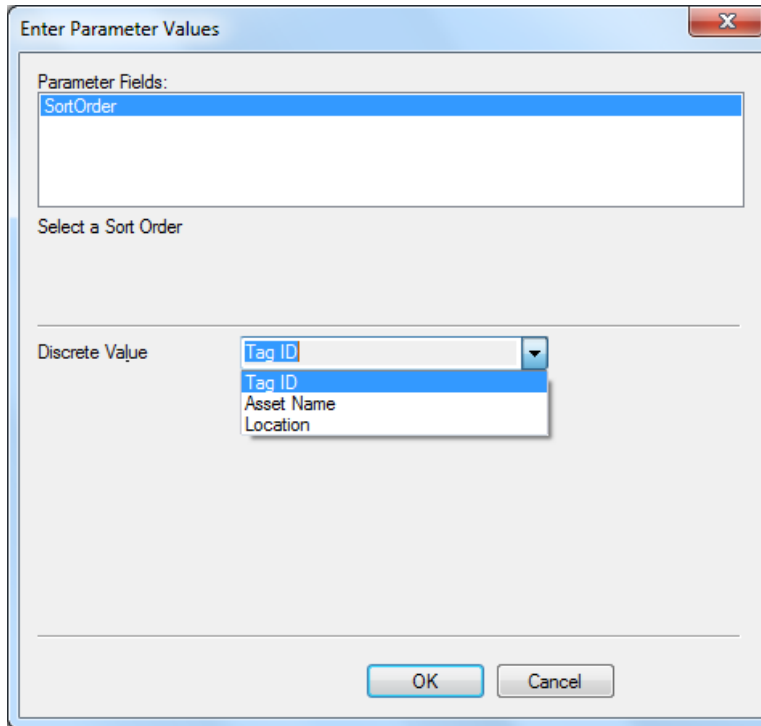 Enter Parameter Values
Parameter Fields:
SortOrder
Select a Sort Order
Discrete Value
Tag ID
Tag ID
Asset Name
Location
OK
Cancel